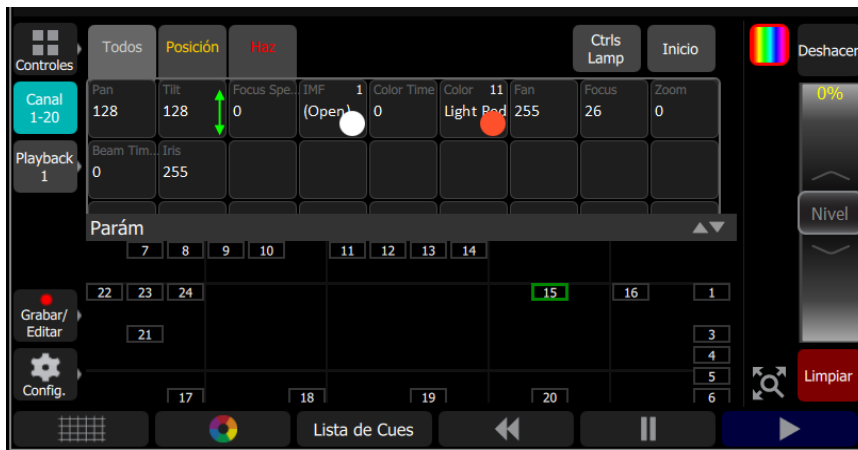 Controles
Todos
Posición
Haz
Ctrls
Lamp
Inicio
Deshacer
Canal
1-20
Pan
128
Tilt
128
Focus Spe...
0
IMF 1
(Open)
Color Time
0
Color 11
Light Red
Fan
255
Focus
26
Zoom
0
0%
Playback
1
Beam Tim...
0
Iris
255
Nivel
Parám
7 8 9 10 11 12 13 14
22 23 24 15 16 1
Grabar/
Editar
21 3
4
Config.
5
Limpiar
17 18 19 20 6
Lista de Cues